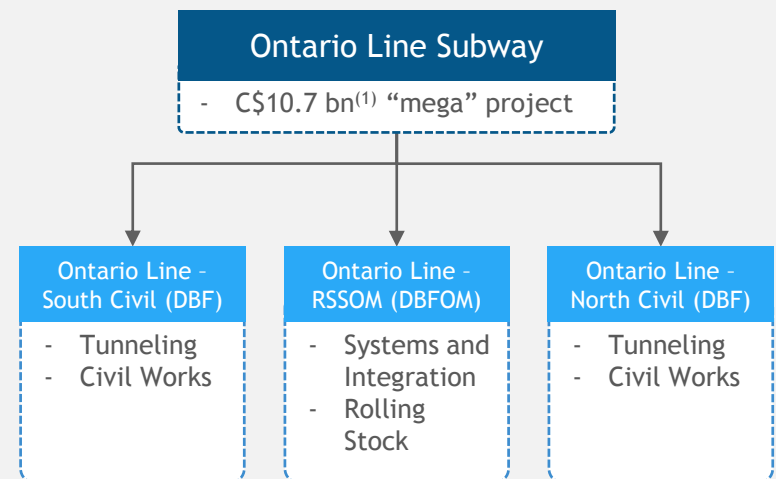 Ontario Line Subway
- C$10.7 bn(1) “mega” project
Ontario Line –
South Civil (DBF)
- Tunneling
- Civil Works
Ontario Line –
RSSOM (DBFOM)
- Systems and
Integration
- Rolling
Stock
Ontario Line –
North Civil (DBF)
- Tunneling
- Civil Works